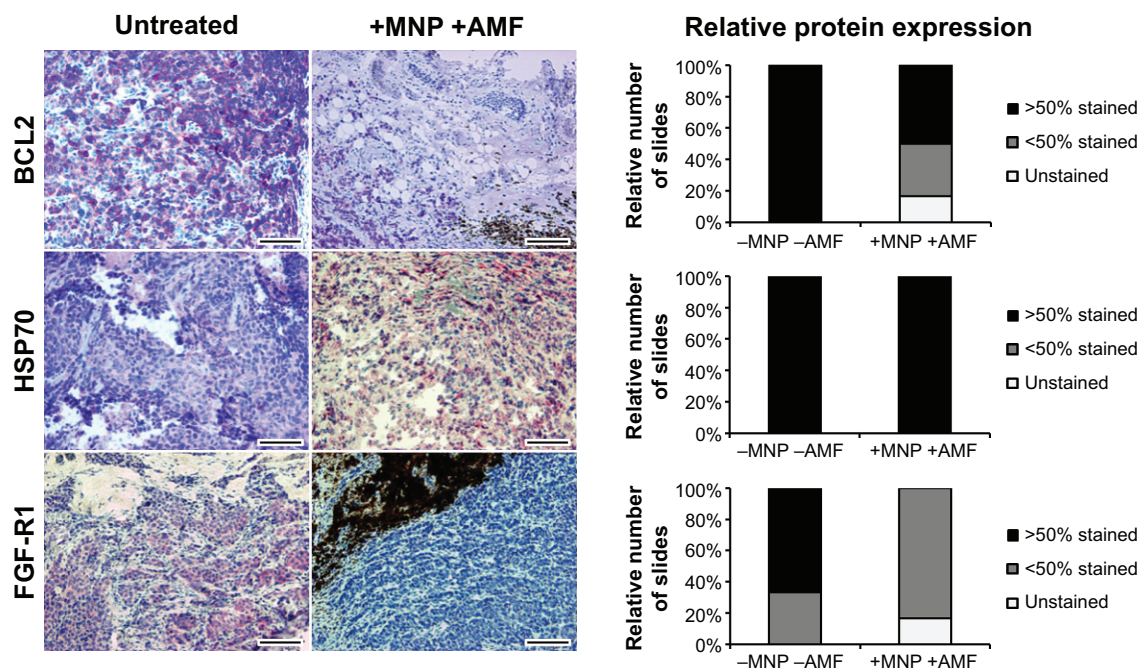 Untreated
+MNP +AMF
Relative protein expression
BCL2
HSP70
FGF-R1
Relative number
of slides
100%
80%
60%
40%
20%
0%
–MNP –AMF
+MNP +AMF
>50% stained
<50% stained
Unstained
Relative number
of slides
100%
80%
60%
40%
20%
0%
–MNP –AMF
+MNP +AMF
>50% stained
<50% stained
Unstained
Relative number
of slides
100%
80%
60%
40%
20%
0%
–MNP –AMF
+MNP +AMF
>50% stained
<50% stained
Unstained